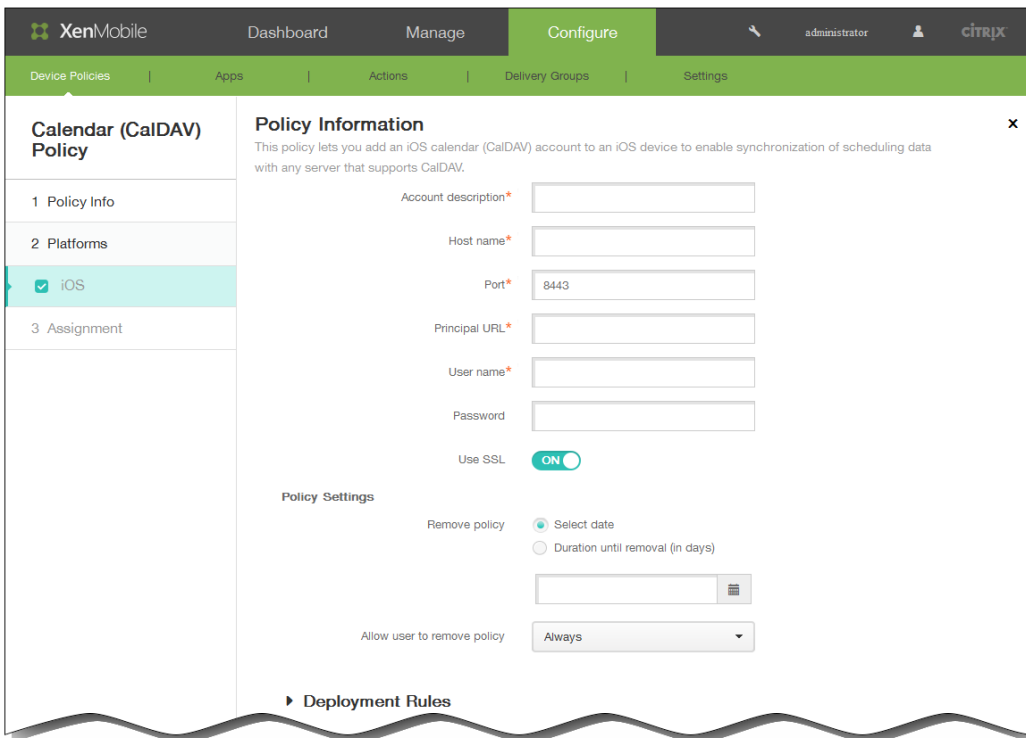 XenMobile Dashboard Manage Configure administrator CİTRIX
Device Policies | Apps | Actions | Delivery Groups | Settings
Calendar (CalDAV)
Policy
1 Policy Info
2 Platforms
iOS
3 Assignment
Policy Information
This policy lets you add an iOS calendar (CalDAV) account to an iOS device to enable synchronization of scheduling data
with any server that supports CalDAV.
Account description*
Host name*
Port* 8443
Principal URL*
User name*
Password
Use SSL ON
Policy Settings
Remove policy Select date
Duration until removal (in days)
Allow user to remove policy Always
Deployment Rules